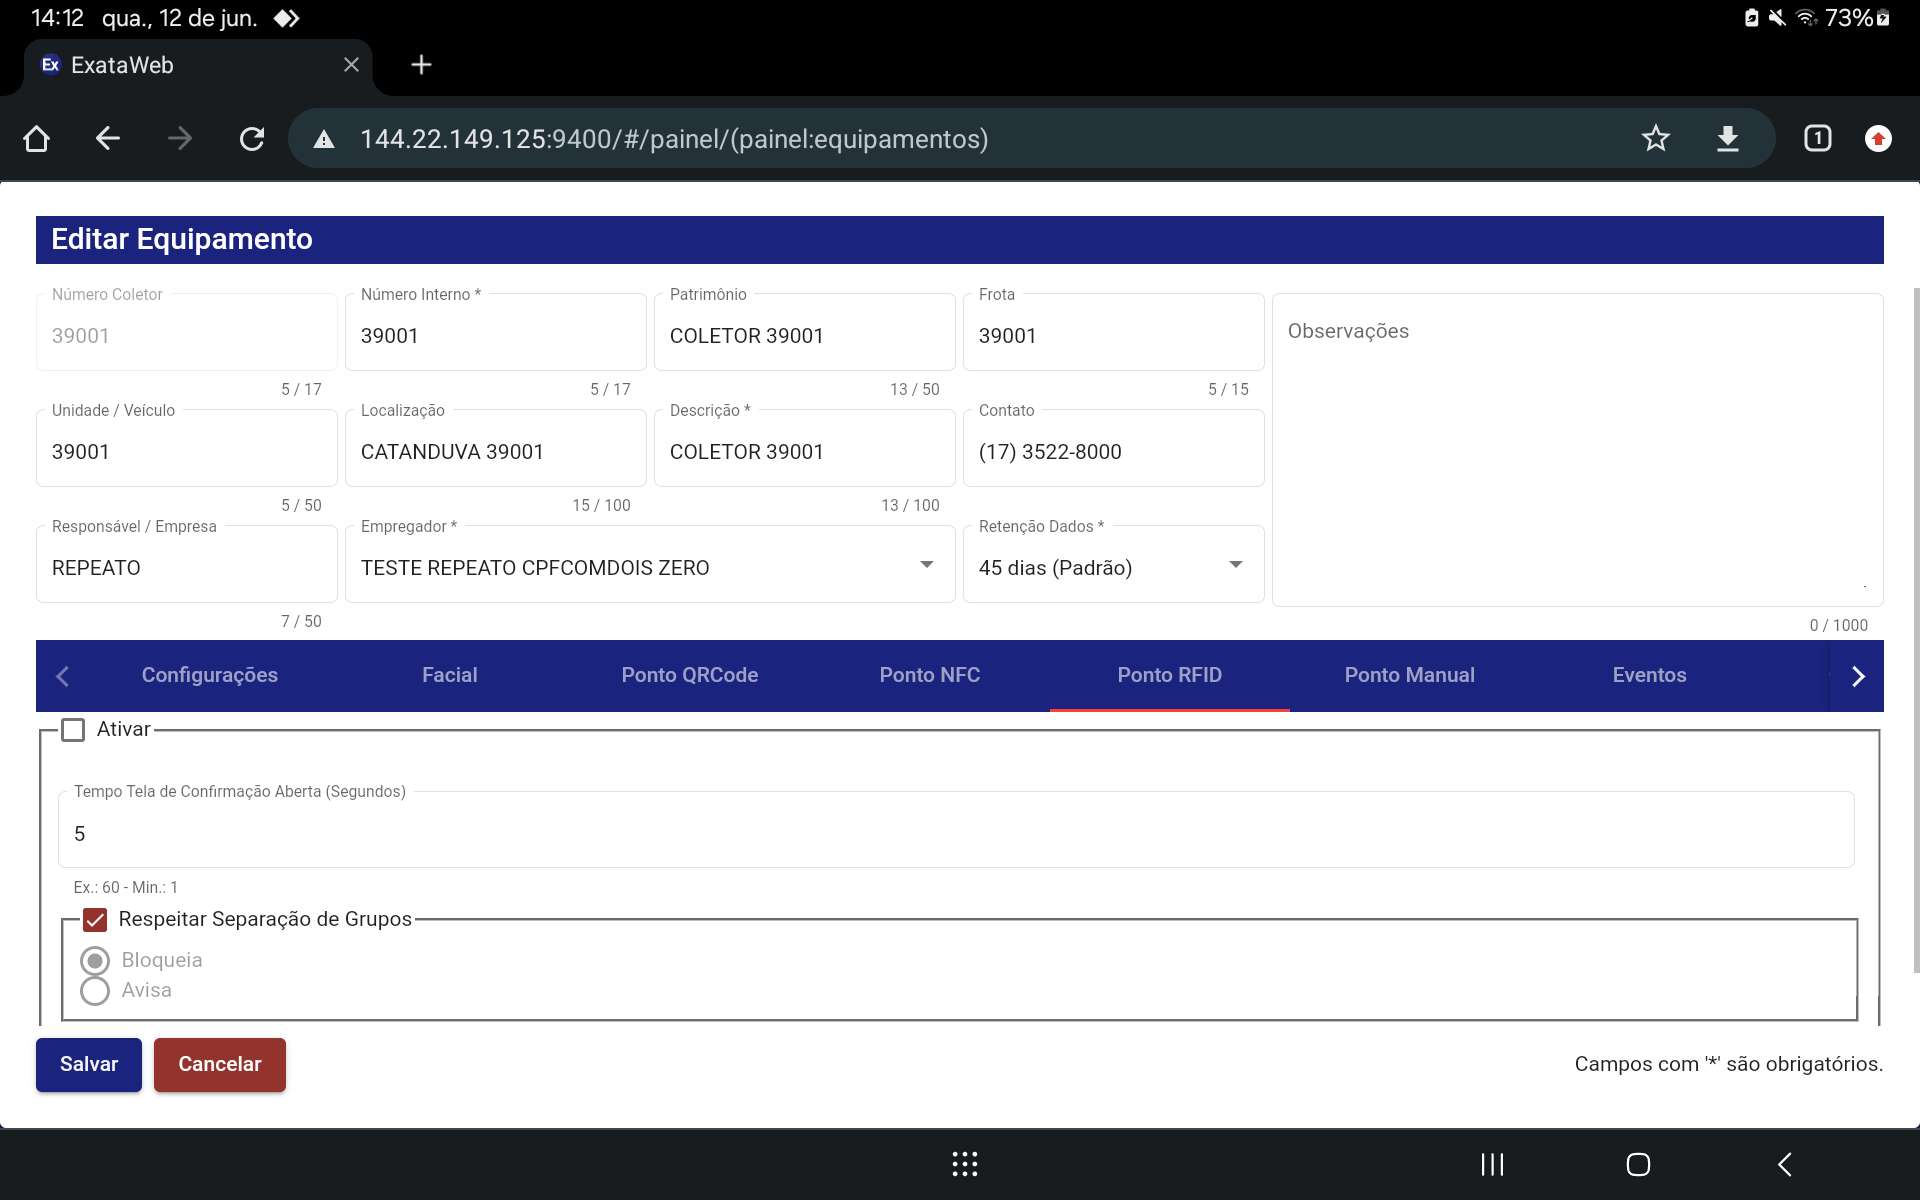 14:12 qua., 12 de jun. 73%
Ex ExataWeb
144.22.149.125:9400/#/painel/(painel:equipamentos) 1
Editar Equipamento
Número Coletor Número Interno * Patrimônio Frota
39001 39001 COLETOR 39001 39001 Observações
5 / 17 5 / 17 13 / 50 5 / 15
Unidade / Veículo Localização Descrição * Contato
39001 CATANDUVA 39001 COLETOR 39001 (17) 3522-8000
5 / 50 15 / 100 13 / 100
Responsável / Empresa Empregador * Retenção Dados *
REPEATO TESTE REPEATO CPFCOMDOIS ZERO 45 dias (Padrão)
7 / 50 0 / 1000
Configurações Facial Ponto QRCode Ponto NFC Ponto RFID Ponto Manual Eventos
Ativar
Tempo Tela de Confirmação Aberta (Segundos)
5
Ex.: 60 - Min.: 1
Respeitar Separação de Grupos
Bloqueia
Avisa
Salvar Cancelar Campos com '*' são obrigatórios.